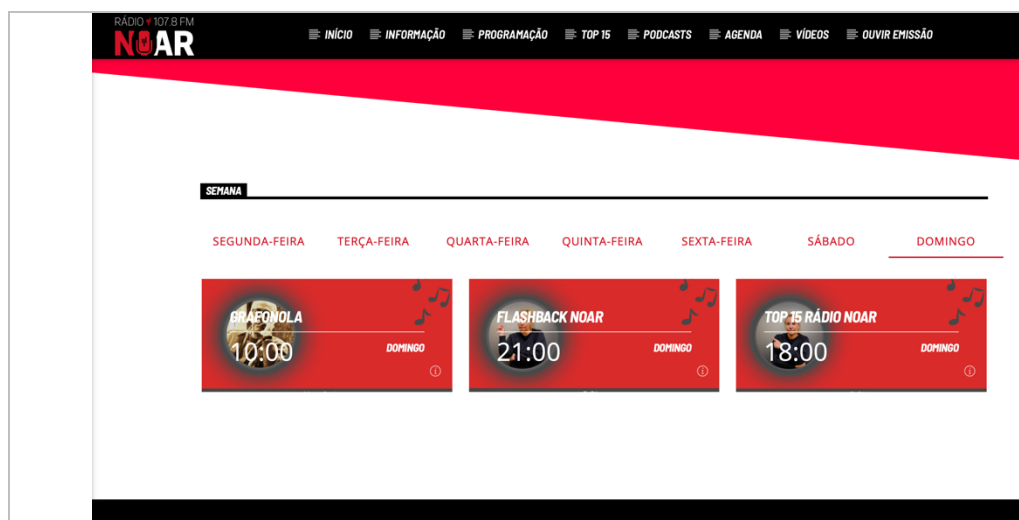 RÁDIO 107.8 FM
NOAR
INÍCIO INFORMAÇÃO PROGRAMAÇÃO TOP 15 PODCASTS AGENDA VÍDEOS OUVIR EMISSÃO
SEMANA
SEGUNDA-FEIRA TERÇA-FEIRA QUARTA-FEIRA QUINTA-FEIRA SEXTA-FEIRA SÁBADO DOMINGO
GRAFONOLA
10:00 DOMINGO
FLASHBACK NOAR
21:00 DOMINGO
TOP 15 RÁDIO NOAR
18:00 DOMINGO